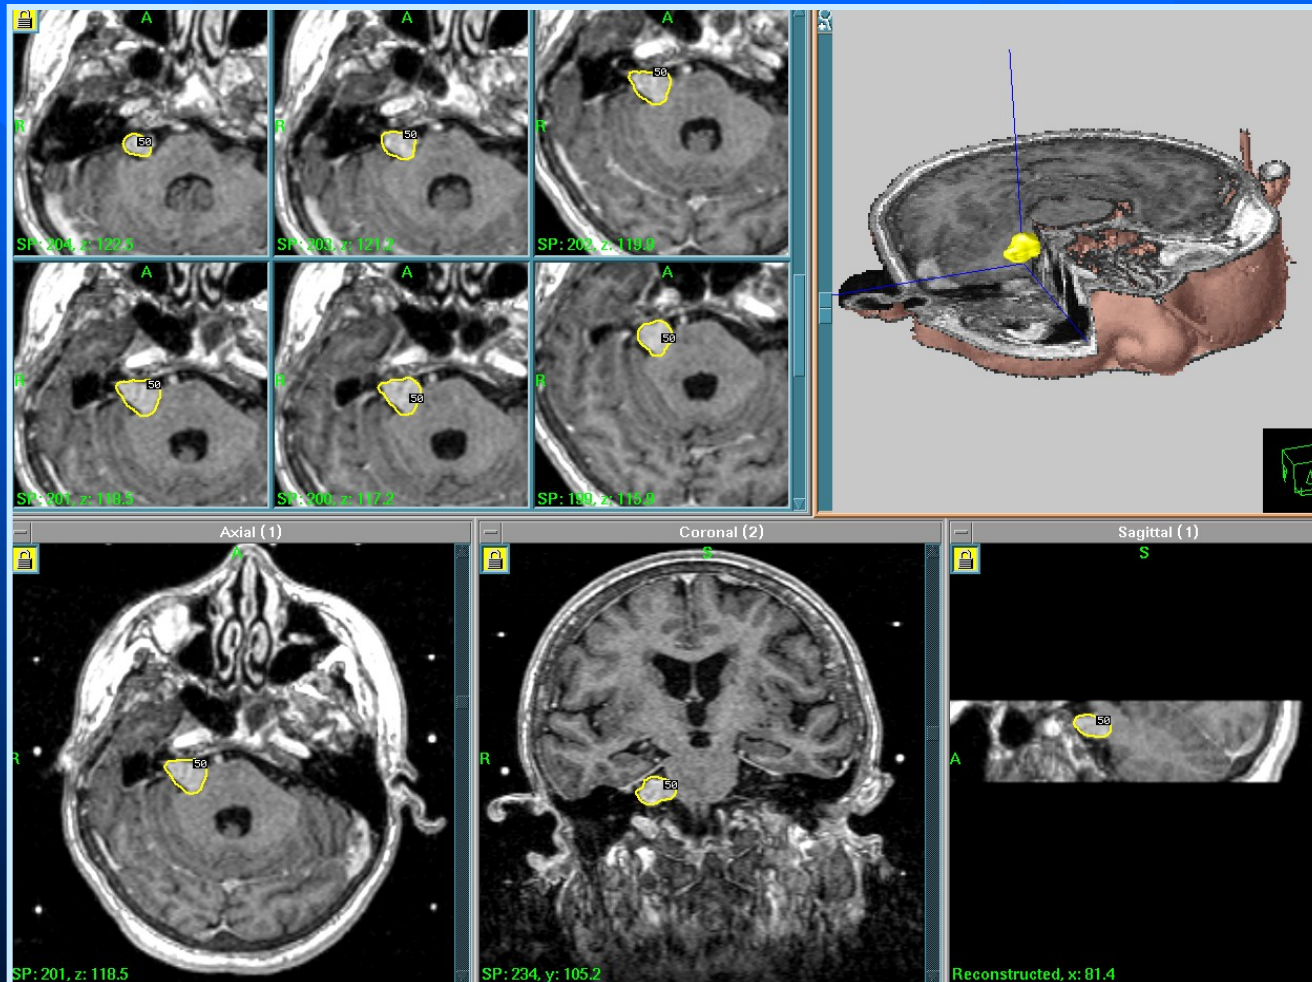 A
A
A
50
50
50
R
R
R
SP: 204, z: 122.5
SP: 203, z: 121.2
SP: 202, z: 119.9
A
A
A
50
50
50
R
R
R
SP: 201, z: 118.5
SP: 200, z: 117.2
SP: 199, z: 115.8
Axial (1)
Coronal (2)
Sagittal (1)
A
S
S
50
50
50
R
R
A
SP: 201, z: 118.5
SP: 234, y: 105.2
Reconstructed, x: 81.4